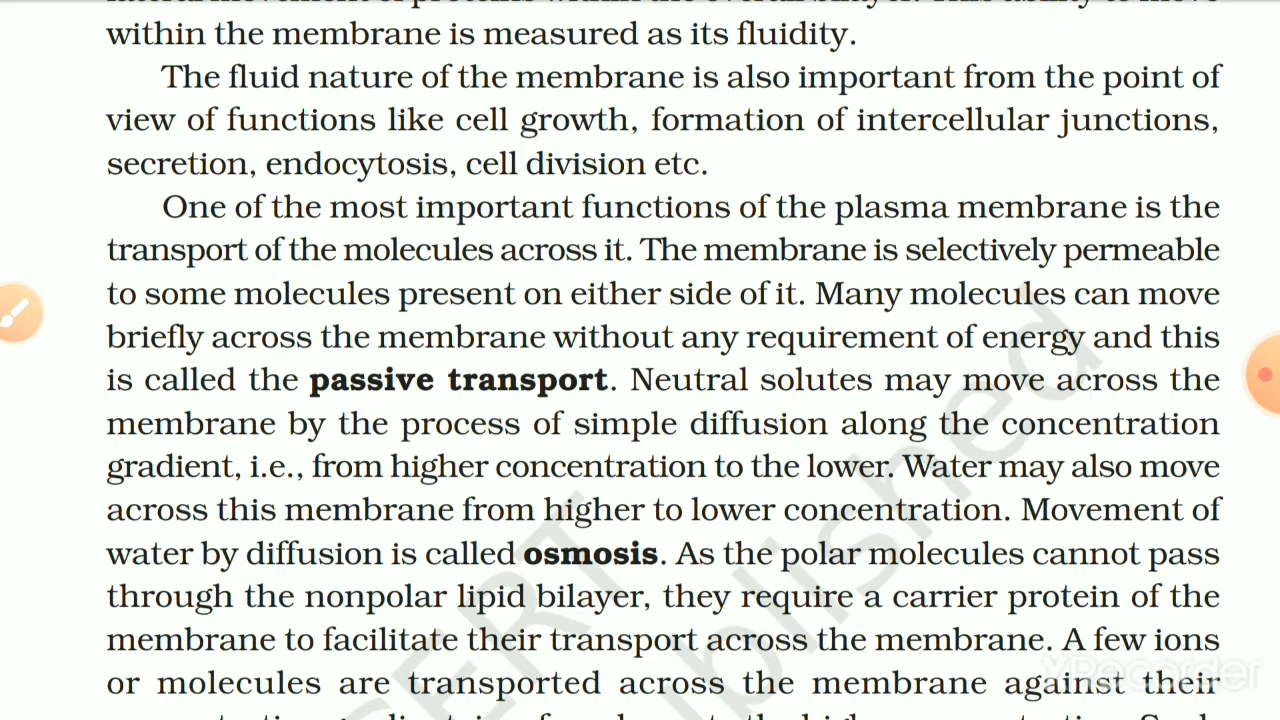 within the membrane is measured as its fluidity.
The fluid nature of the membrane is also important from the point of
view of functions like cell growth, formation of intercellular junctions,
secretion, endocytosis, cell division etc.
One of the most important functions of the plasma membrane is the
transport of the molecules across it. The membrane is selectively permeable
to some molecules present on either side of it. Many molecules can move
briefly across the membrane without any requirement of energy and this
is called the passive transport. Neutral solutes may move across the
membrane by the process of simple diffusion along the concentration
gradient, i.e., from higher concentration to the lower. Water may also move
across this membrane from higher to lower concentration. Movement of
water by diffusion is called osmosis. As the polar molecules cannot pass
through the nonpolar lipid bilayer, they require a carrier protein of the
membrane to facilitate their transport across the membrane. A few ions
or molecules are transported across the membrane against their
XRecorder